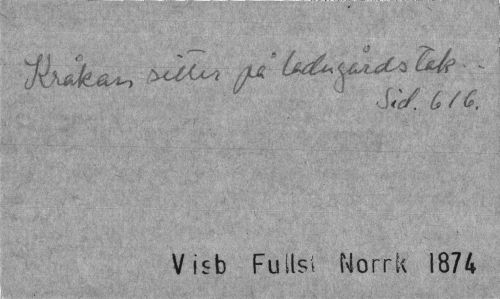 Kråkan sitter på ladugårdstak...
Sid. 616.
Visb Fullst Norrk 1874